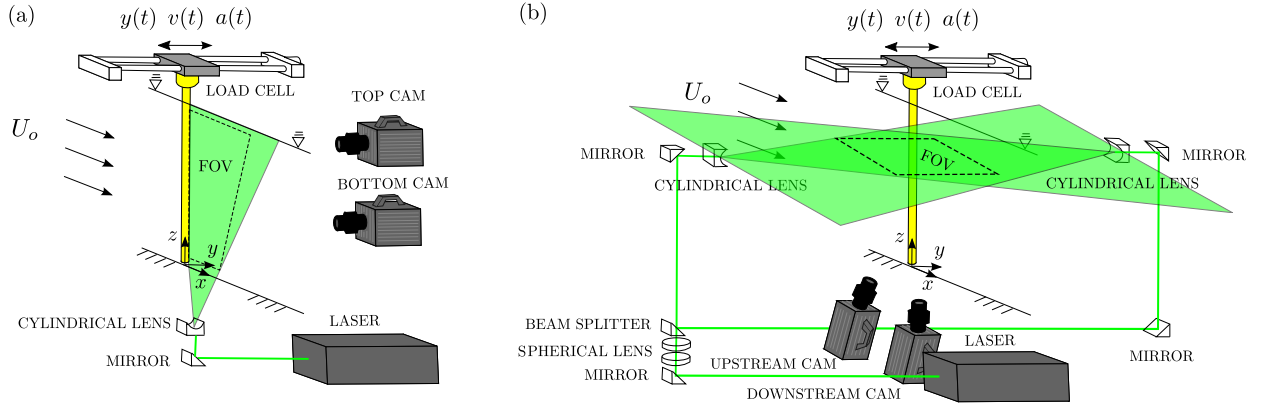 (a)
y(t) v(t) a(t)
LOAD CELL
U_o
TOP CAM
FOV
BOTTOM CAM
z
y
x
CYLINDRICAL LENS
LASER
MIRROR
(b)
y(t) v(t) a(t)
LOAD CELL
U_o
MIRROR
FOV
MIRROR
CYLINDRICAL LENS
CYLINDRICAL LENS
z
y
x
BEAM SPLITTER
SPHERICAL LENS
LASER
MIRROR
UPSTREAM CAM
MIRROR
DOWNSTREAM CAM